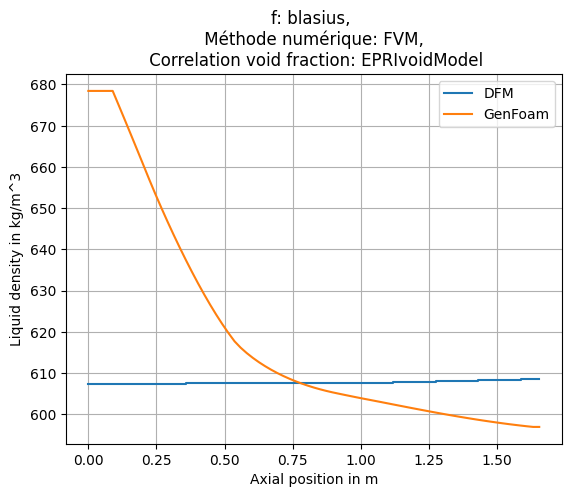 f: blasius,
Méthode numérique: FVM,
Correlation void fraction: EPRIvoidModel
DFM
GenFoam
Liquid density in kg/m^3
680
670
660
650
640
630
620
610
600
0.00 0.25 0.50 0.75 1.00 1.25 1.50
Axial position in m